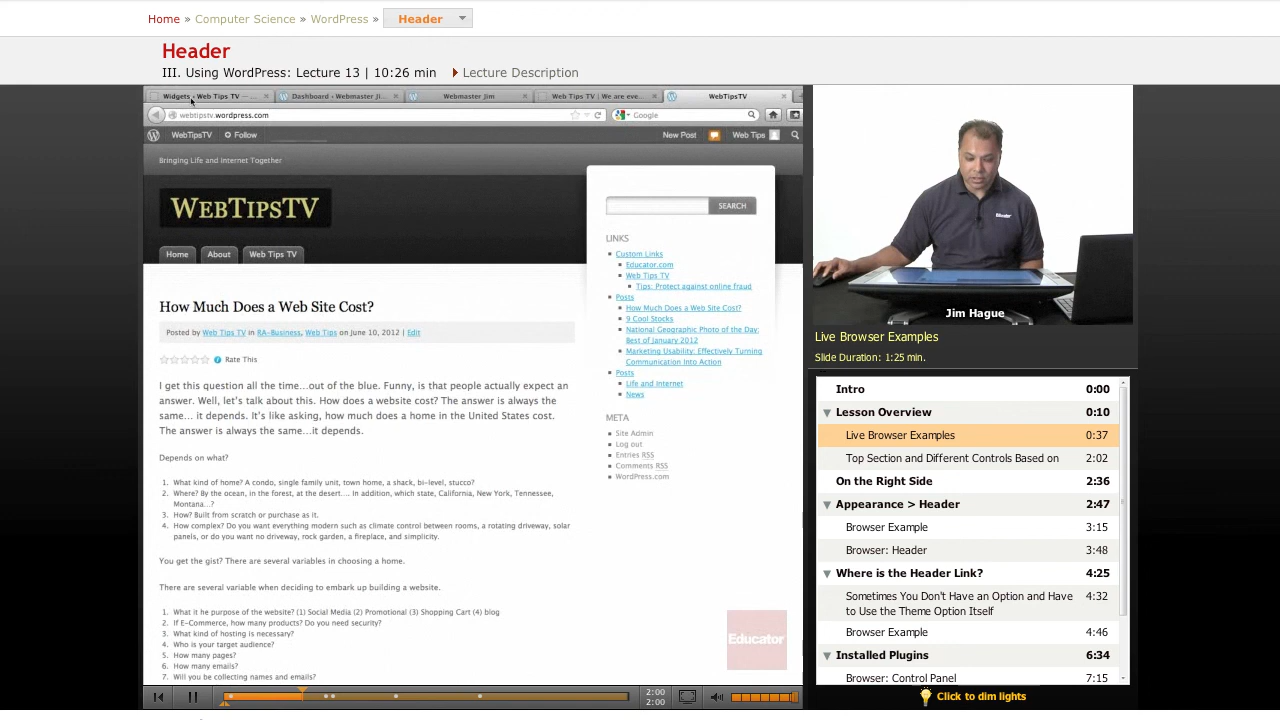 Home » Computer Science » WordPress » Header
Header
III. Using WordPress: Lecture 13 | 10:26 min Lecture Description
Widgets ‹ Web Tips TV — ... × Dashboard ‹ Webmaster Ji... × Webmaster Jim × Web Tips TV | We are eve... × WebTipsTV ×
webtipstv.wordpress.com Google
WebTipsTV Follow New Post Web Tips
Bringing Life and Internet Together
WEBTIPSTV
Home About Web Tips TV
SEARCH
LINKS
Custom Links
Educator.com
Web Tips TV
Tips: Protect against online fraud
Posts
How Much Does a Web Site Cost?
9 Cool Stocks
National Geographic Photo of the Day:
Best of January 2012
Marketing Usability: Effectively Turning
Communication Into Action
Posts
Life and Internet
News
META
Site Admin
Log out
Entries RSS
Comments RSS
WordPress.com
How Much Does a Web Site Cost?
Posted by Web Tips TV in RA-Business, Web Tips on June 10, 2012 | Edit
Rate This
I get this question all the time...out of the blue. Funny, is that people actually expect an
answer. Well, let's talk about this. How does a website cost? The answer is always the
same... it depends. It's like asking, how much does a home in the United States cost.
The answer is always the same...it depends.
Depends on what?
1. What kind of home? A condo, single family unit, town home, a shack, bi-level, stucco?
2. Where? By the ocean, in the forest, at the desert.... In addition, which state, California, New York, Tennessee,
Montana...?
3. How? Built from scratch or purchase as it.
4. How complex? Do you want everything modern such as climate control between rooms, a rotating driveway, solar
panels, or do you want no driveway, rock garden, a fireplace, and simplicity.
You get the gist? There are several variables in choosing a home.
There are several variable when deciding to embark up building a website.
1. What it he purpose of the website? (1) Social Media (2) Promotional (3) Shopping Cart (4) blog
2. If E-Commerce, how many products? Do you need security?
3. What kind of hosting is necessary?
4. Who is your target audience?
5. How many pages?
6. How many emails?
7. Will you be collecting names and emails?
Educator
2:00
2:00
Educator
Jim Hague
Live Browser Examples
Slide Duration: 1:25 min.
Intro 0:00
Lesson Overview 0:10
Live Browser Examples 0:37
Top Section and Different Controls Based on 2:02
On the Right Side 2:36
Appearance > Header 2:47
Browser Example 3:15
Browser: Header 3:48
Where is the Header Link? 4:25
Sometimes You Don't Have an Option and Have 4:32
to Use the Theme Option Itself
Browser Example 4:46
Installed Plugins 6:34
Browser: Control Panel 7:15
Click to dim lights